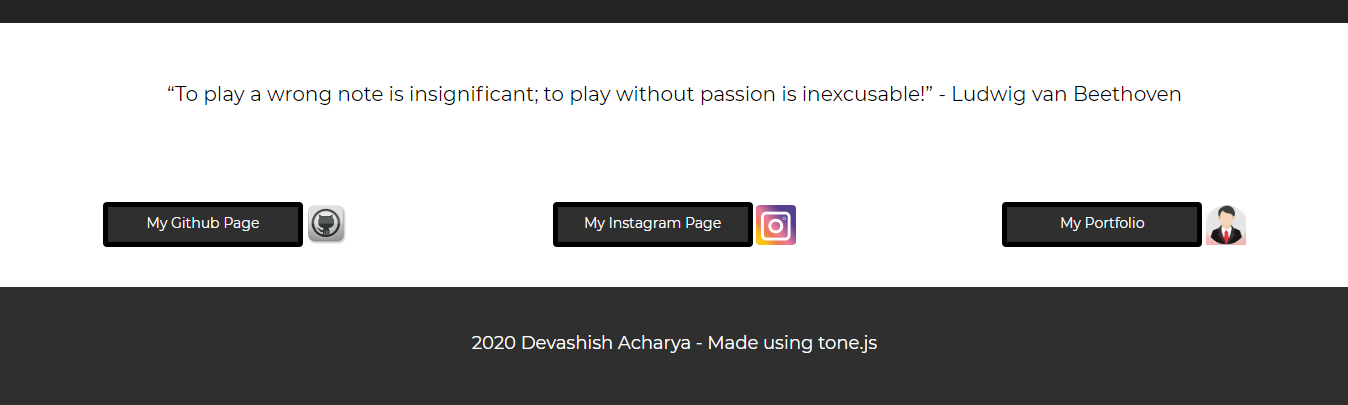 “To play a wrong note is insignificant; to play without passion is inexcusable!” - Ludwig van Beethoven
My Github Page
My Instagram Page
My Portfolio
2020 Devashish Acharya - Made using tone.js